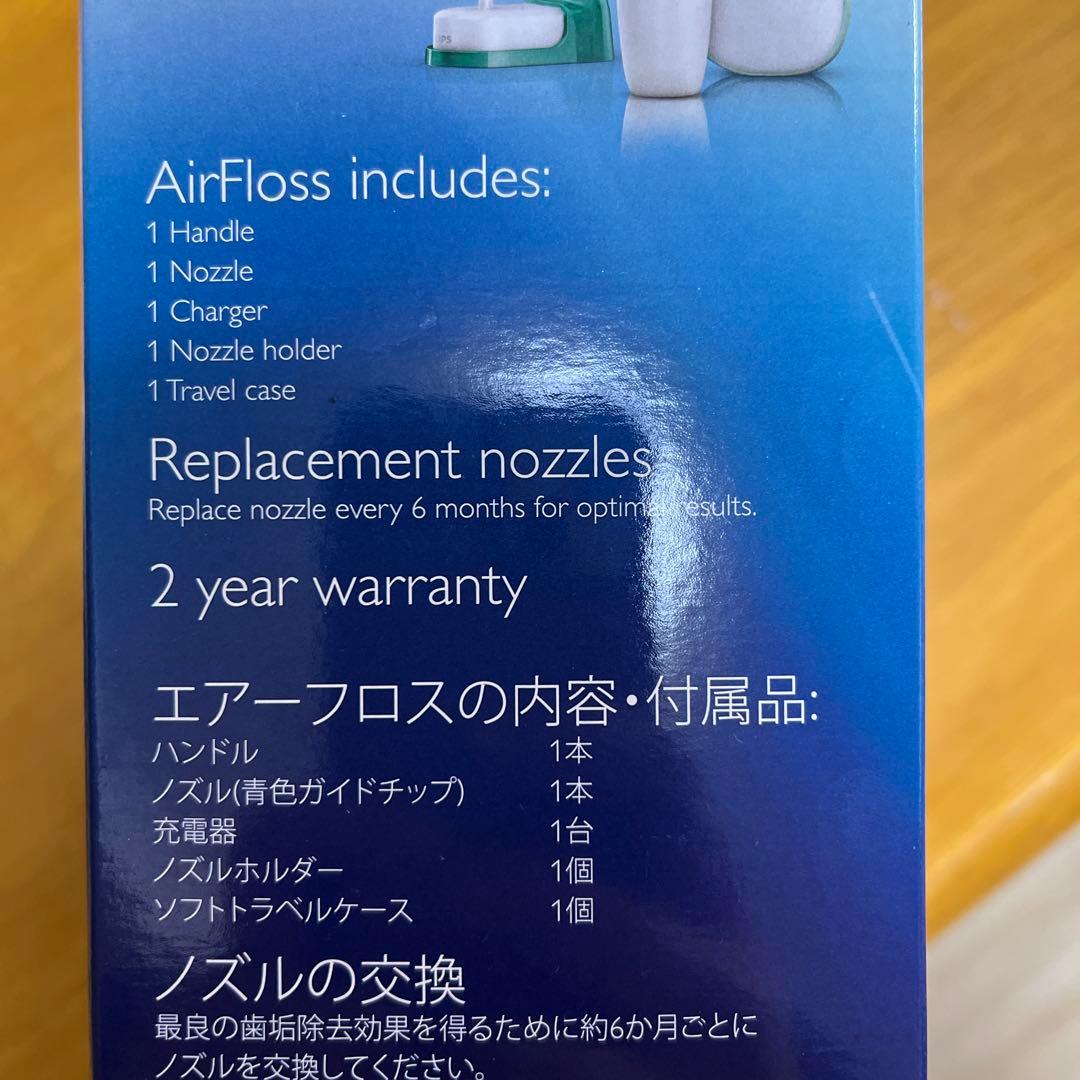 AirFloss includes:
1 Handle
1 Nozzle
1 Charger
1 Nozzle holder
1 Travel case
Replacement nozzles
Replace nozzle every 6 months for optimal results.
2 year warranty
エアーフロスの内容・付属品:
ハンドル 1本
ノズル(青色ガイドチップ) 1本
充電器 1台
ノズルホルダー 1個
ソフトトラベルケース 1個
ノズルの交換
最良の歯垢除去効果を得るために約6か月ごとに
ノズルを交換してください。